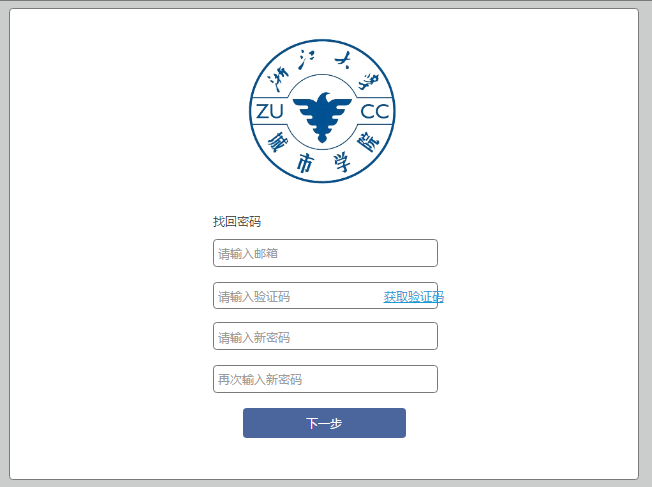 浙江大学
ZU CC
城市学院
找回密码
请输入邮箱
请输入验证码 获取验证码
请输入新密码
再次输入新密码
下一步